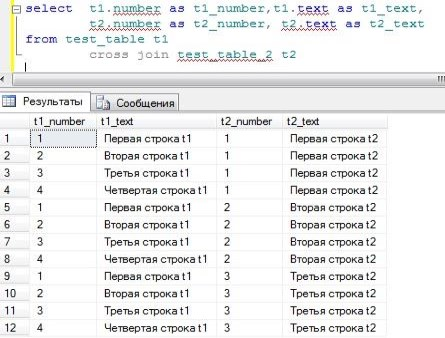 select t1.number as t1_number,t1.text as t1_text,
t2.number as t2_number, t2.text as t2_text
from test_table t1
cross join test_table_2 t2
Результаты Сообщения
t1_number t1_text t2_number t2_text
1 1 Первая строка t1 1 Первая строка t2
2 2 Вторая строка t1 1 Первая строка t2
3 3 Третья строка t1 1 Первая строка t2
4 4 Четвертая строка t1 1 Первая строка t2
5 1 Первая строка t1 2 Вторая строка t2
6 2 Вторая строка t1 2 Вторая строка t2
7 3 Третья строка t1 2 Вторая строка t2
8 4 Четвертая строка t1 2 Вторая строка t2
9 1 Первая строка t1 3 Третья строка t2
10 2 Вторая строка t1 3 Третья строка t2
11 3 Третья строка t1 3 Третья строка t2
12 4 Четвертая строка t1 3 Третья строка t2